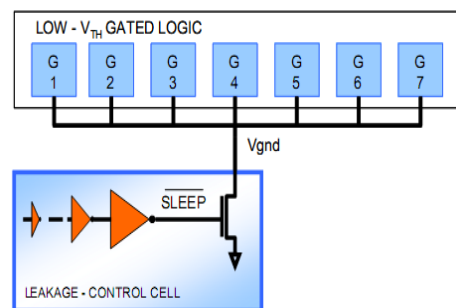 LOW - VTH GATED LOGIC
G G G G G G G
1 2 3 4 5 6 7
Vgnd
SLEEP
LEAKAGE - CONTROL CELL